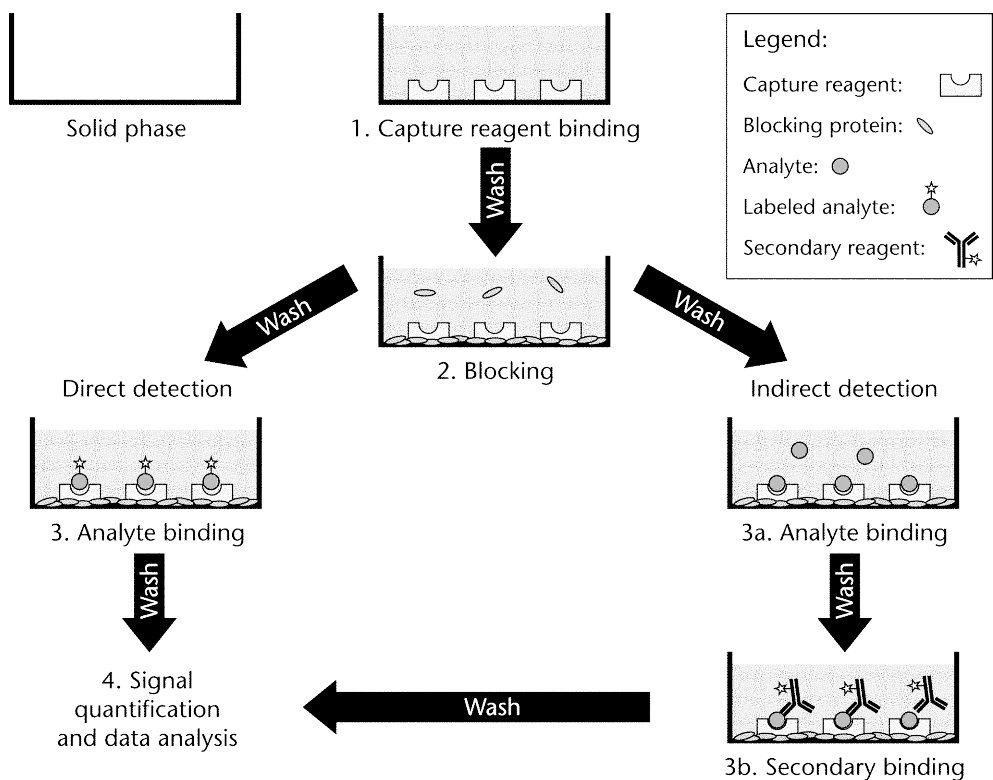 Solid phase
1. Capture reagent binding
Legend:
Capture reagent:
Blocking protein:
Analyte:
Labeled analyte:
Secondary reagent:
Wash
2. Blocking
Wash
Wash
Direct detection
Indirect detection
3. Analyte binding
3a. Analyte binding
Wash
Wash
4. Signal
quantification
and data analysis
Wash
3b. Secondary binding